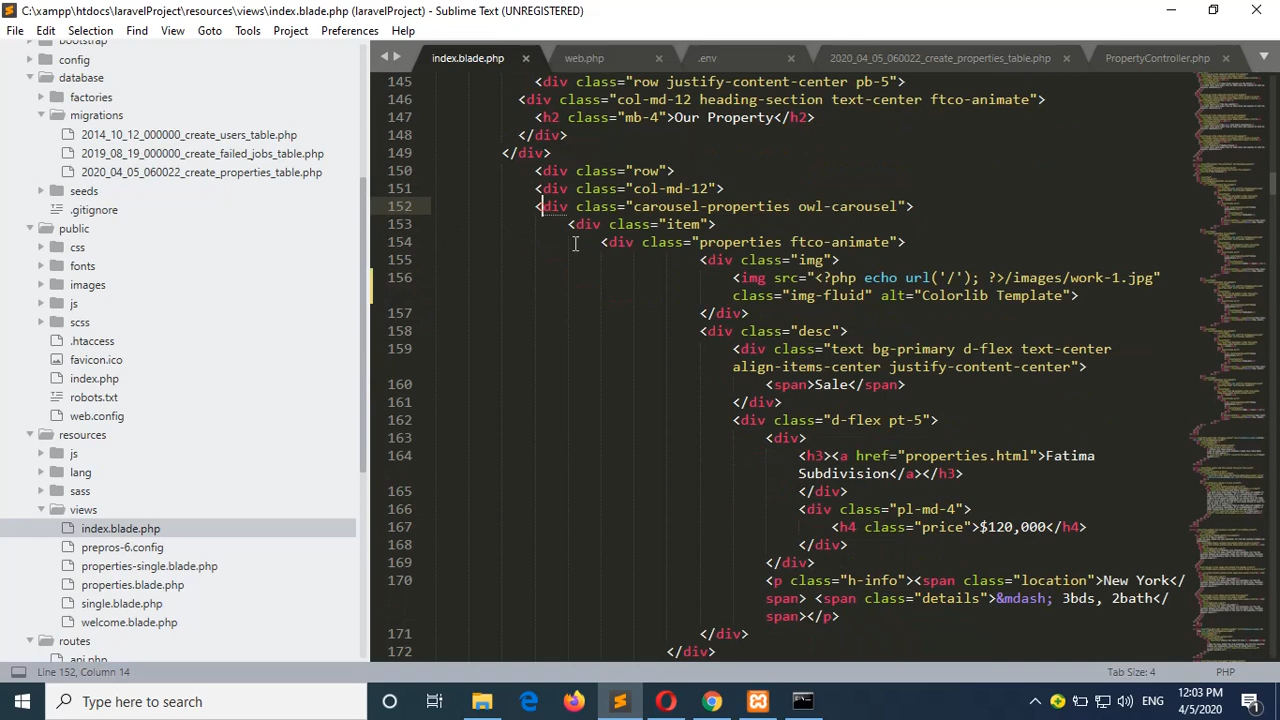 C:\xampp\htdocs\laravelProject\resources\views\index.blade.php (laravelProject) - Sublime Text (UNREGISTERED)
File Edit Selection Find View Goto Tools Project Preferences Help
bootstrap
config
database
factories
migrations
2014_10_12_000000_create_users_table.php
2019_08_19_000000_create_failed_jobs_table.php
2020_04_05_060022_create_properties_table.php
seeds
.gitignore
public
css
fonts
images
js
scss
.htaccess
favicon.ico
index.php
robots.txt
web.config
resources
js
lang
sass
views
index.blade.php
prepros-6.config
properties-single.blade.php
properties.blade.php
single.blade.php
welcome.blade.php
routes
api.php
index.blade.php web.php .env 2020_04_05_060022_create_properties_table.php PropertyController.php
145 <div class="row justify-content-center pb-5">
146 <div class="col-md-12 heading-section text-center ftco-animate">
147 <h2 class="mb-4">Our Property</h2>
148 </div>
149 </div>
150 <div class="row">
151 <div class="col-md-12">
152 <div class="carousel-properties owl-carousel">
153 <div class="item">
154 <div class="properties ftco-animate">
155 <div class="img">
156 <img src="<?php echo url('/'); ?>/images/work-1.jpg"
class="img-fluid" alt="Colorlib Template">
157 </div>
158 <div class="desc">
159 <div class="text bg-primary d-flex text-center
align-items-center justify-content-center">
160 <span>Sale</span>
161 </div>
162 <div class="d-flex pt-5">
163 <div>
164 <h3><a href="properties.html">Fatima
Subdivision</a></h3>
165 </div>
166 <div class="pl-md-4">
167 <h4 class="price">$120,000</h4>
168 </div>
169 </div>
170 <p class="h-info"><span class="location">New York</
span> <span class="details">&mdash; 3bds, 2bath</
span></p>
171 </div>
172 </div>
Line 152, Column 14 Tab Size: 4 PHP
Type here to search
ENG
12:03 PM
4/5/2020
1